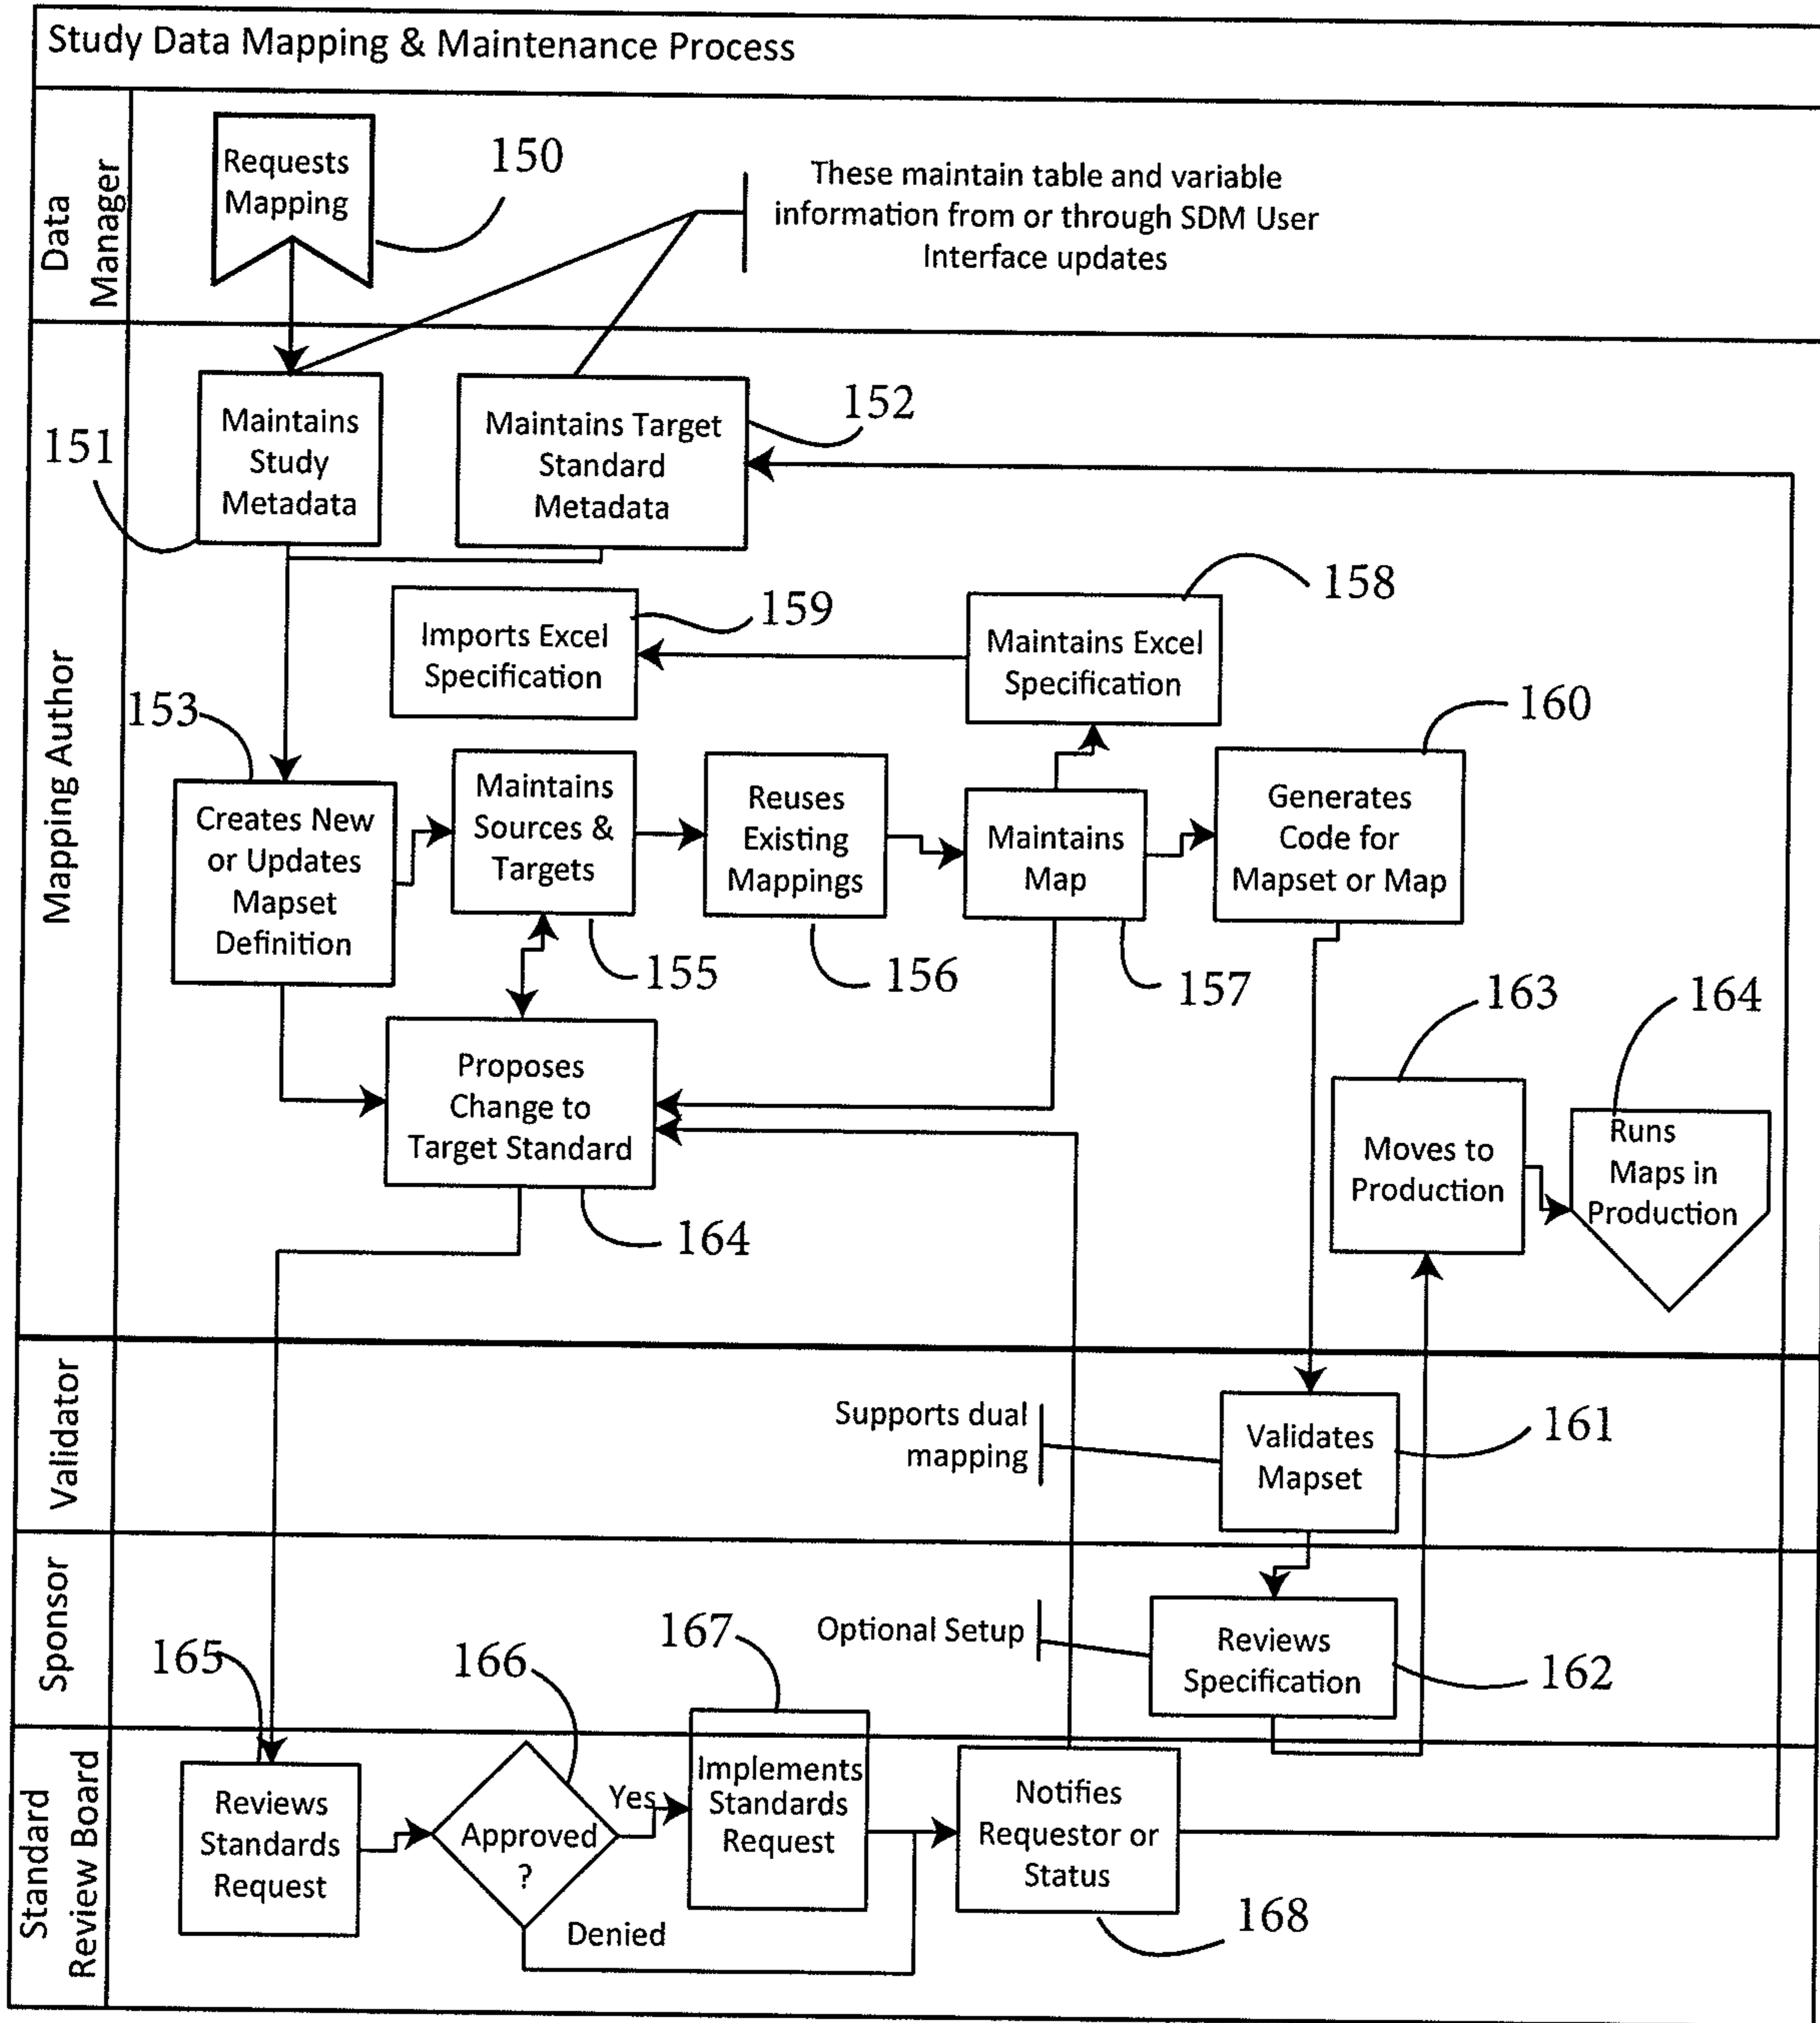 Study Data Mapping & Maintenance Process
Data
Manager
Requests
Mapping
150
These maintain table and variable
information from or through SDM User
Interface updates
Mapping Author
151
Maintains
Study
Metadata
Maintains Target
Standard
Metadata
152
Imports Excel
Specification
159
Maintains Excel
Specification
158
153
Creates New
or Updates
Mapset
Definition
Maintains
Sources &
Targets
155
Reuses
Existing
Mappings
156
Maintains
Map
157
Generates
Code for
Mapset or Map
160
Proposes
Change to
Target Standard
164
163
Moves to
Production
164
Runs
Maps in
Production
Validator
Supports dual
mapping
Validates
Mapset
161
Sponsor
Optional Setup
Reviews
Specification
162
Standard
Review Board
165
Reviews
Standards
Request
166
Approved
?
Yes
Denied
167
Implements
Standards
Request
Notifies
Requestor or
Status
168